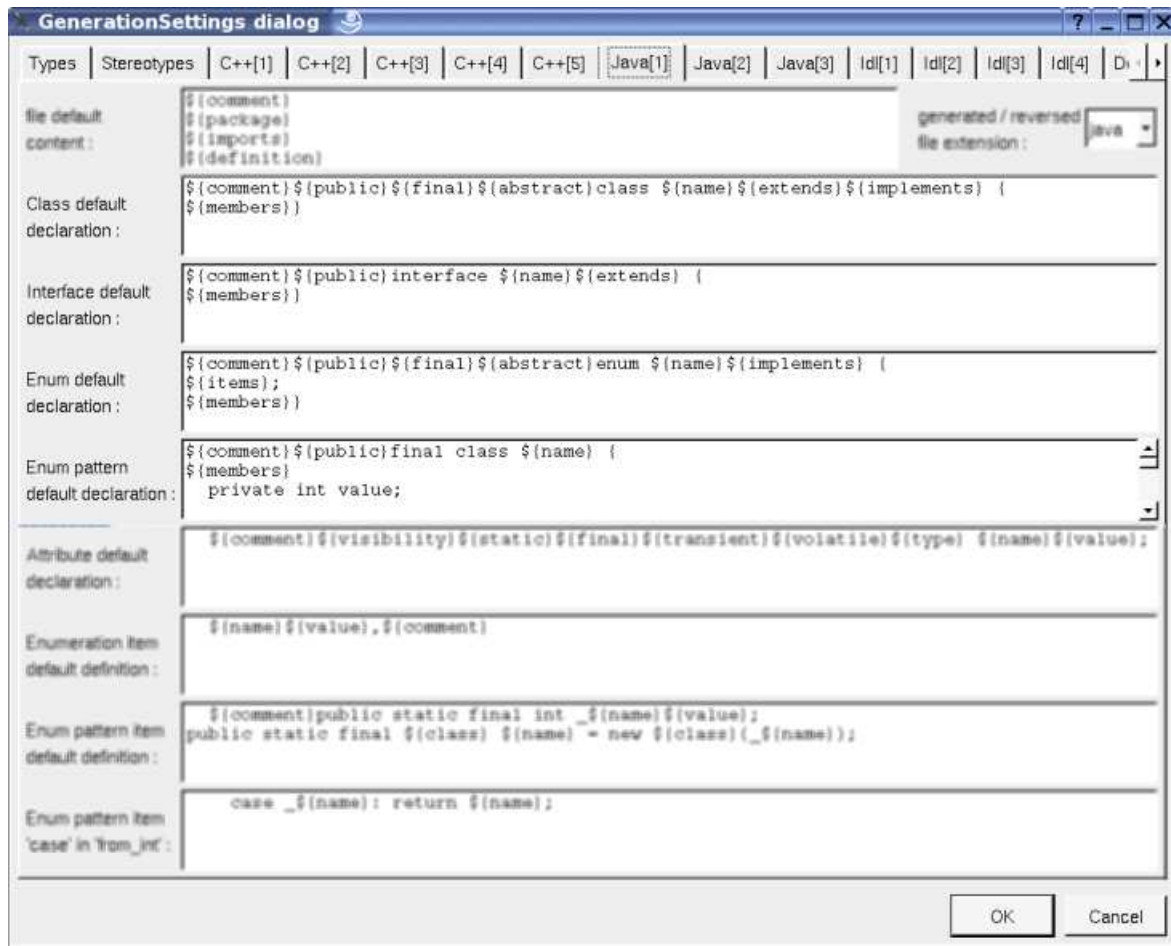 GenerationSettings dialog
Types Stereotypes C++[1] C++[2] C++[3] C++[4] C++[5] Java[1] Java[2] Java[3] Idl[1] Idl[2] Idl[3] Idl[4]
file default
content :
${comment}
${package}
${imports}
${definition}
generated / reversed
file extension :
java
Class default
declaration :
${comment}${public}${final}${abstract}class ${name}${extends}${implements} {
${members}}
Interface default
declaration :
${comment}${public}interface ${name}${extends} {
${members}}
Enum default
declaration :
${comment}${public}${final}${abstract}enum ${name}${implements} {
${items};
${members}}
Enum pattern
default declaration :
${comment}${public}final class ${name} {
${members}
private int value;
Attribute default
declaration :
${comment}${visibility}${static}${final}${transient}${volatile}${type} ${name}${value};
Enumeration item
default definition :
${name}${value},${comment}
Enum pattern item
default definition :
${comment}public static final int _${name}${value};
public static final ${class} ${name} = new ${class}(_${name});
Enum pattern item
'case' in 'from_int' :
case _${name}: return ${name};
OK Cancel